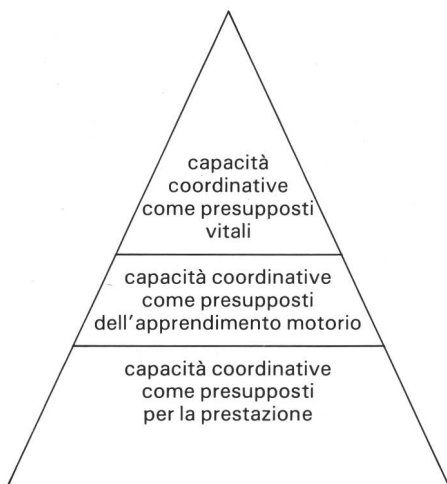 capacità
coordinative
come presupposti
vitali
capacità coordinative
come presupposti
dell'apprendimento motorio
capacità coordinative
come presupposti
per la prestazione